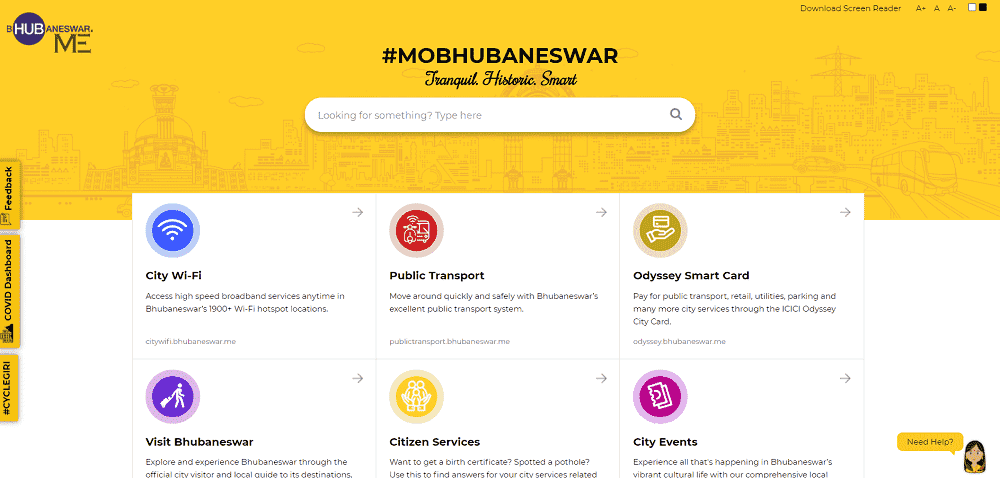 Download Screen Reader A+ A A-
BHUBANESWAR.
ME
#MOBHUBANESWAR
Tranquil. Historic. Smart
Looking for something? Type here
Feedback
COVID Dashboard
#CYCLEGIRI
City Wi-Fi
Access high speed broadband services anytime in
Bhubaneswar's 1900+ Wi-Fi hotspot locations.
citywifi.bhubaneswar.me
Public Transport
Move around quickly and safely with Bhubaneswar's
excellent public transport system.
publictransport.bhubaneswar.me
Odyssey Smart Card
Pay for public transport, retail, utilities, parking and
many more city services through the ICICI Odyssey
City Card.
odyssey.bhubaneswar.me
Visit Bhubaneswar
Explore and experience Bhubaneswar through the
official city visitor and local guide to its destinations,
Citizen Services
Want to get a birth certificate? Spotted a pothole?
Use this to find answers for your city services related
City Events
Experience all that's happening in Bhubaneswar's
vibrant cultural life with our comprehensive local
Need Help?